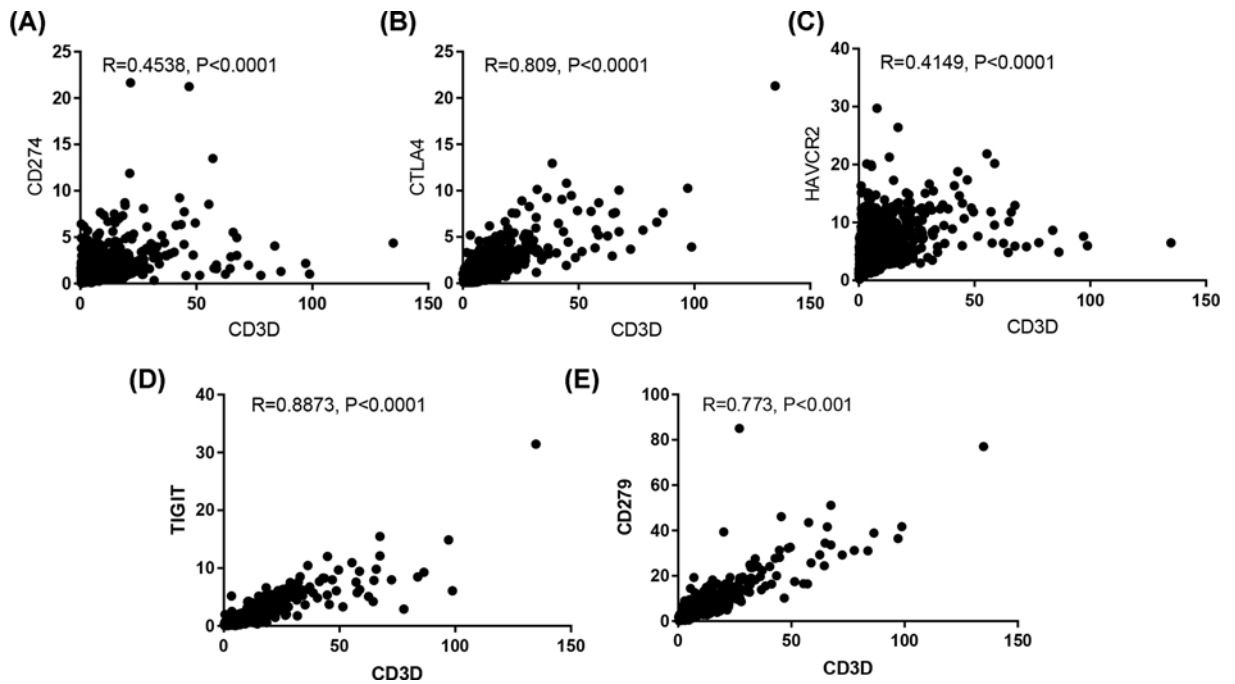 (A)
R=0.4538, P<0.0001
CD274
25
20
15
10
5
0
0 50 100 150
CD3D
(B)
R=0.809, P<0.0001
CTLA4
25
20
15
10
5
0
0 50 100 150
CD3D
(C)
R=0.4149, P<0.0001
HAVCR2
40
30
20
10
0
0 50 100 150
CD3D
(D)
R=0.8873, P<0.0001
TIGIT
40
30
20
10
0
0 50 100 150
CD3D
(E)
R=0.773, P<0.001
CD279
100
80
60
40
20
0
0 50 100 150
CD3D